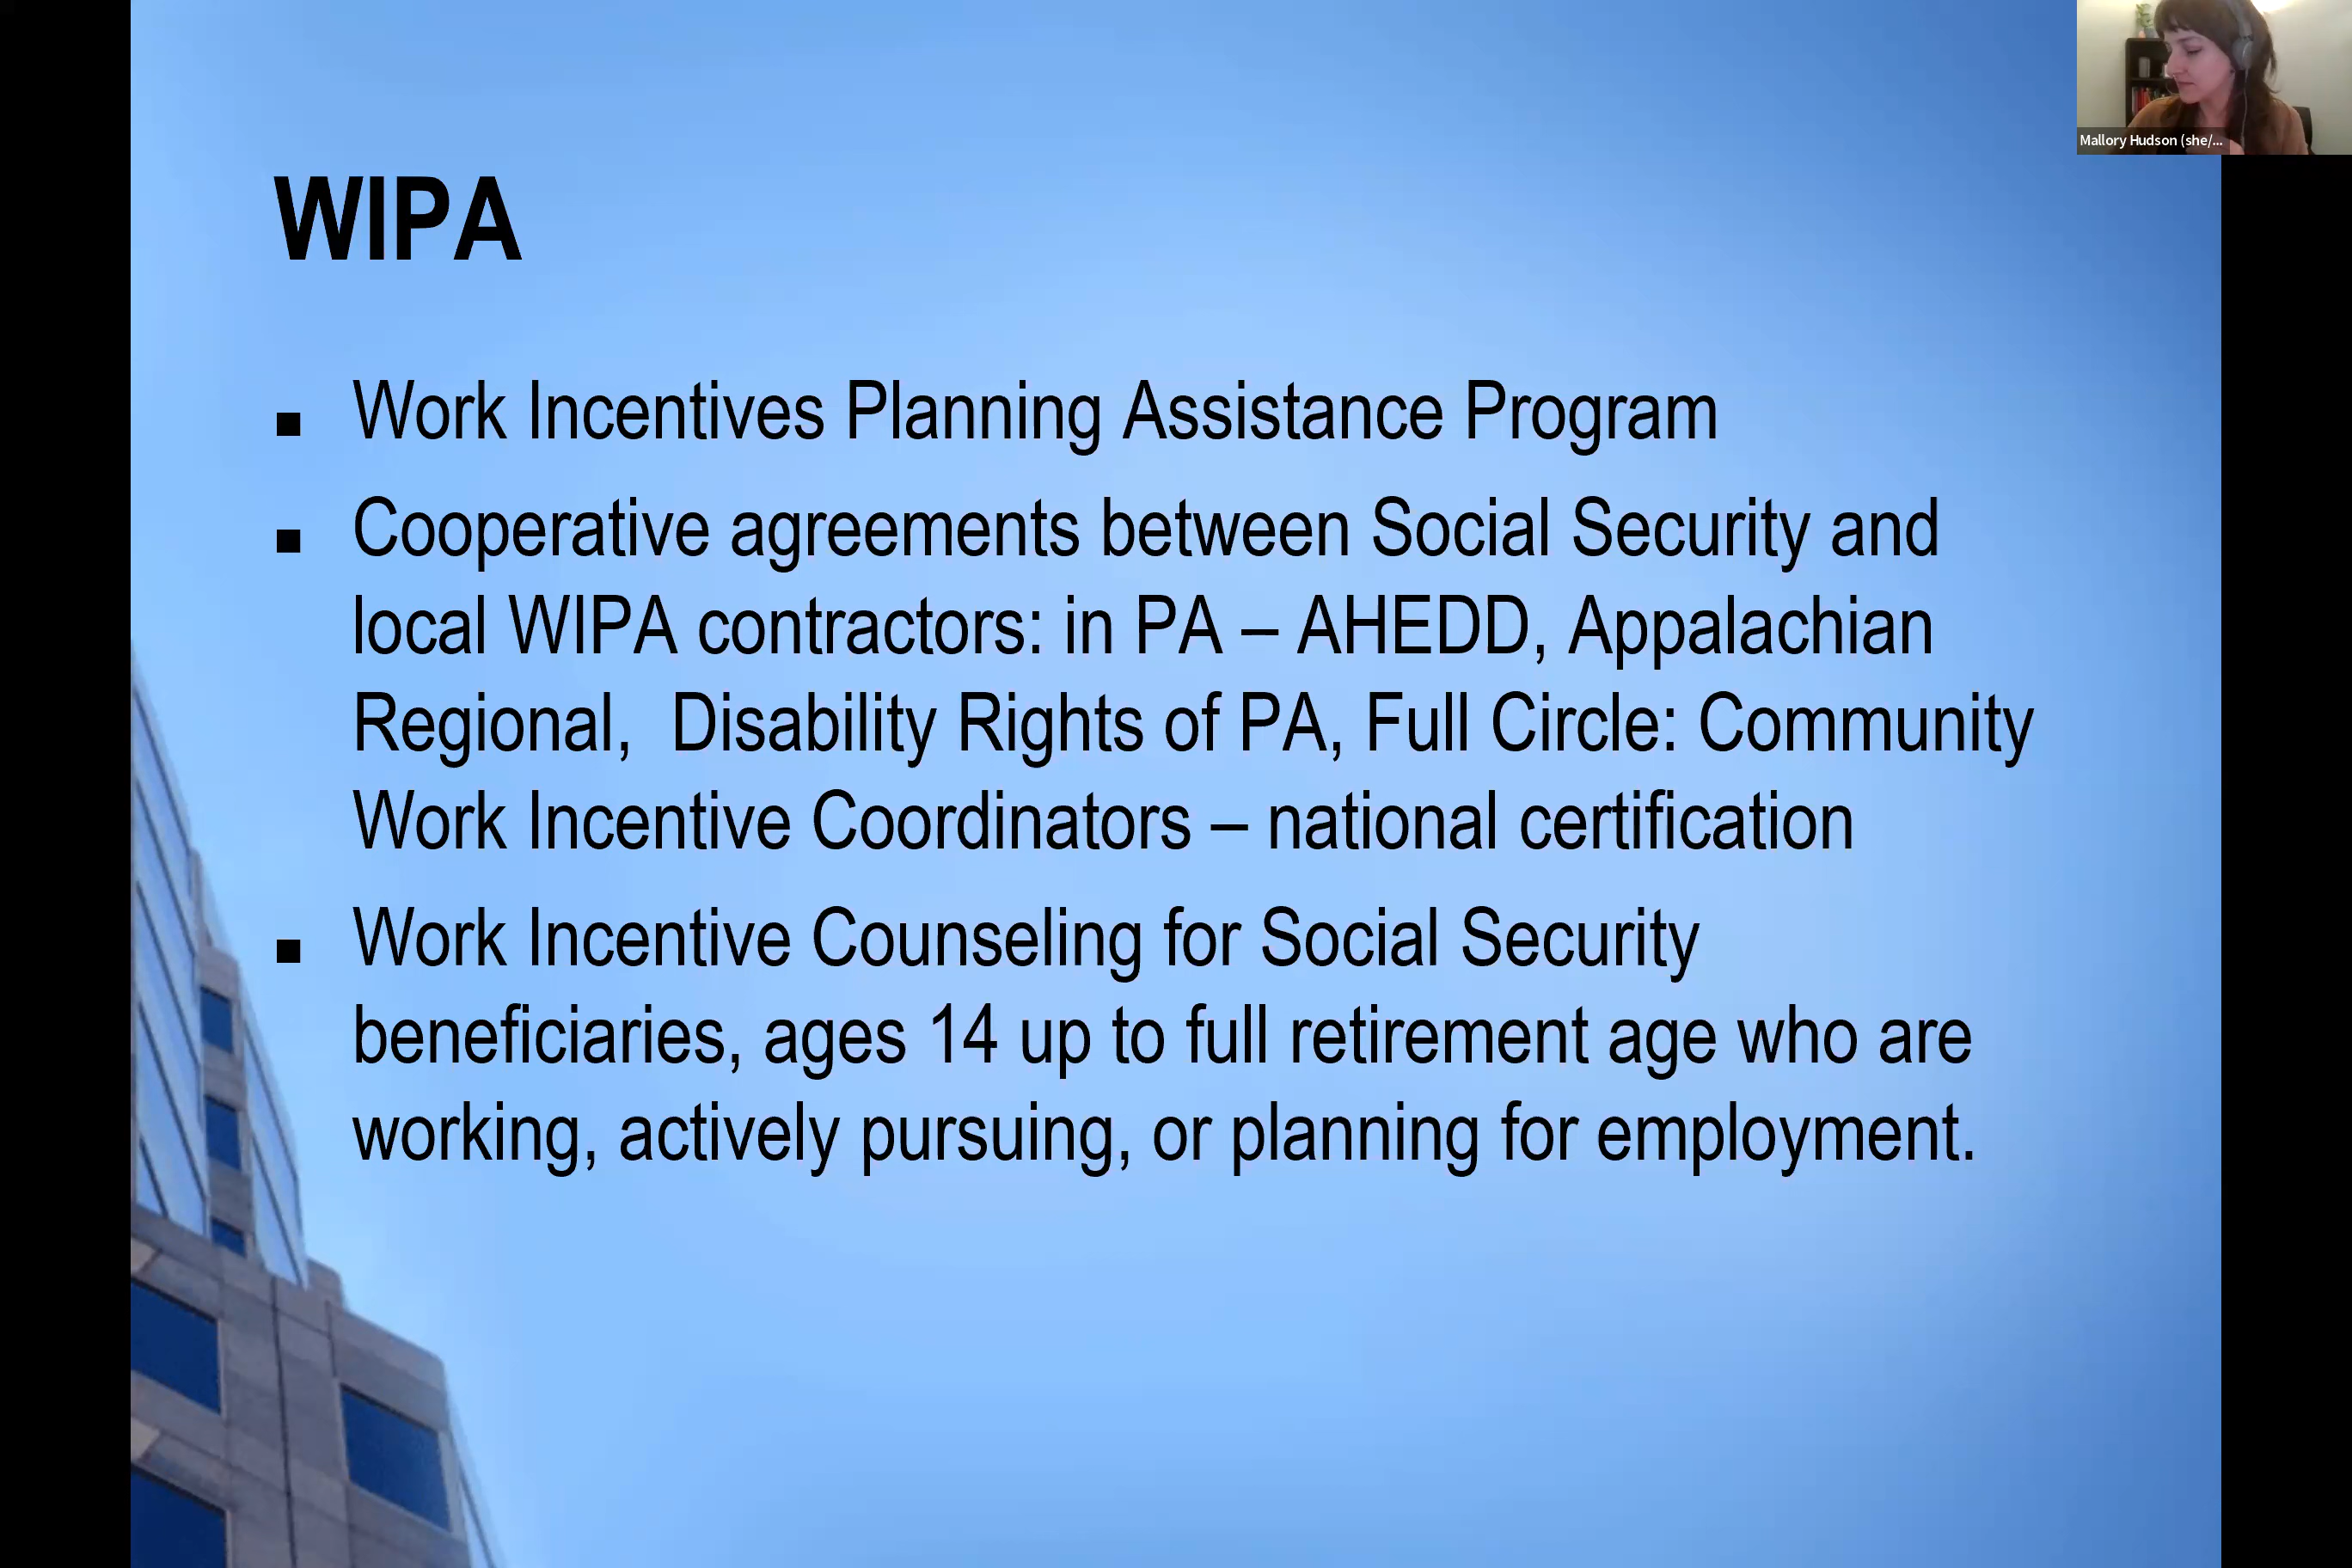 WIPA
■ Work Incentives Planning Assistance Program
■ Cooperative agreements between Social Security and
local WIPA contractors: in PA – AHEDD, Appalachian
Regional,  Disability Rights of PA, Full Circle: Community
Work Incentive Coordinators – national certification
■ Work Incentive Counseling for Social Security
beneficiaries, ages 14 up to full retirement age who are
working, actively pursuing, or planning for employment.
Mallory Hudson (she/...